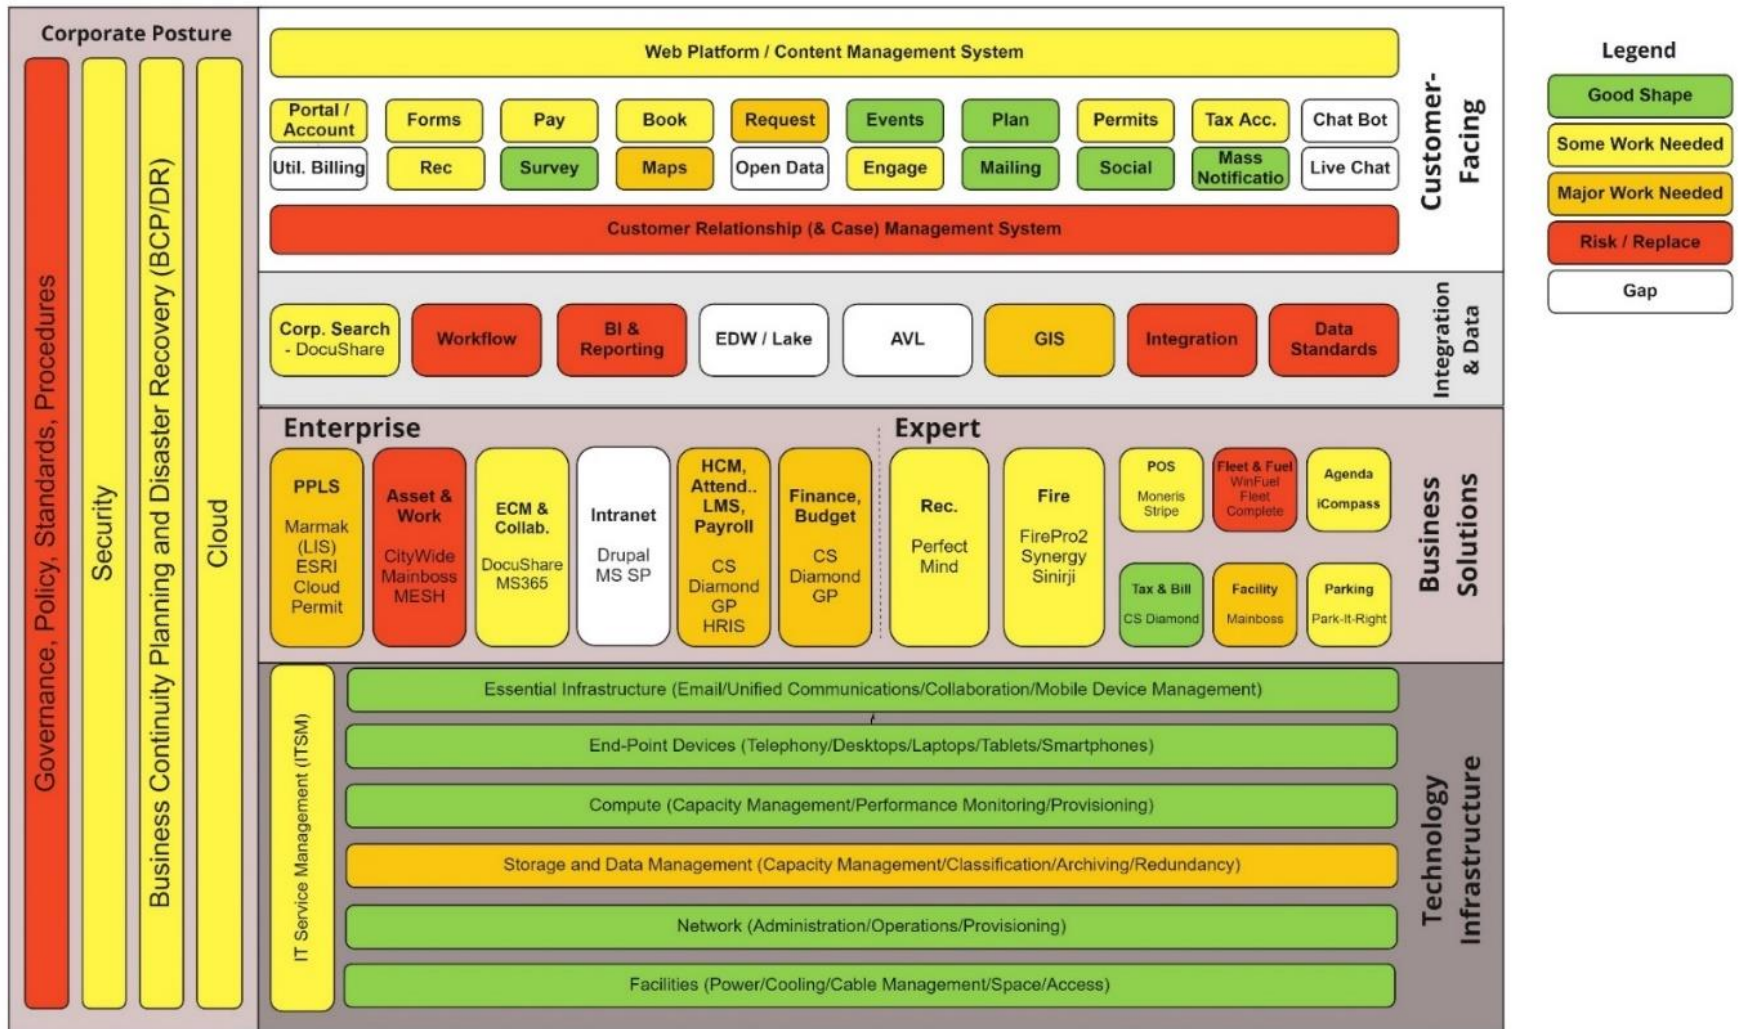 Corporate Posture
Governance, Policy, Standards, Procedures
Security
Business Continuity Planning and Disaster Recovery (BCP/DR)
Cloud
Web Platform / Content Management System
Portal /
Account
Forms
Pay
Book
Request
Events
Plan
Permits
Tax Acc.
Chat Bot
Util. Billing
Rec
Survey
Maps
Open Data
Engage
Mailing
Social
Mass
Notificatio
Live Chat
Customer Relationship (& Case) Management System
Customer-
Facing
Corp. Search
- DocuShare
Workflow
BI &
Reporting
EDW / Lake
AVL
GIS
Integration
Data
Standards
Integration
& Data
Enterprise
PPLS
Marmak
(LIS)
ESRI
Cloud
Permit
Asset &
Work
CityWide
Mainboss
MESH
ECM &
Collab.
DocuShare
MS365
Intranet
Drupal
MS SP
HCM,
Attend..
LMS,
Payroll
CS
Diamond
GP
HRIS
Finance,
Budget
CS
Diamond
GP
Expert
Rec.
Perfect
Mind
Fire
FirePro2
Synergy
Sinirji
POS
Moneris
Stripe
Fleet & Fuel
WinFuel
Fleet
Complete
Agenda
iCompass
Tax & Bill
CS Diamond
Facility
Mainboss
Parking
Park-It-Right
Business
Solutions
IT Service Management (ITSM)
Essential Infrastructure (Email/Unified Communications/Collaboration/Mobile Device Management)
End-Point Devices (Telephony/Desktops/Laptops/Tablets/Smartphones)
Compute (Capacity Management/Performance Monitoring/Provisioning)
Storage and Data Management (Capacity Management/Classification/Archiving/Redundancy)
Network (Administration/Operations/Provisioning)
Facilities (Power/Cooling/Cable Management/Space/Access)
Technology
Infrastructure
Legend
Good Shape
Some Work Needed
Major Work Needed
Risk / Replace
Gap